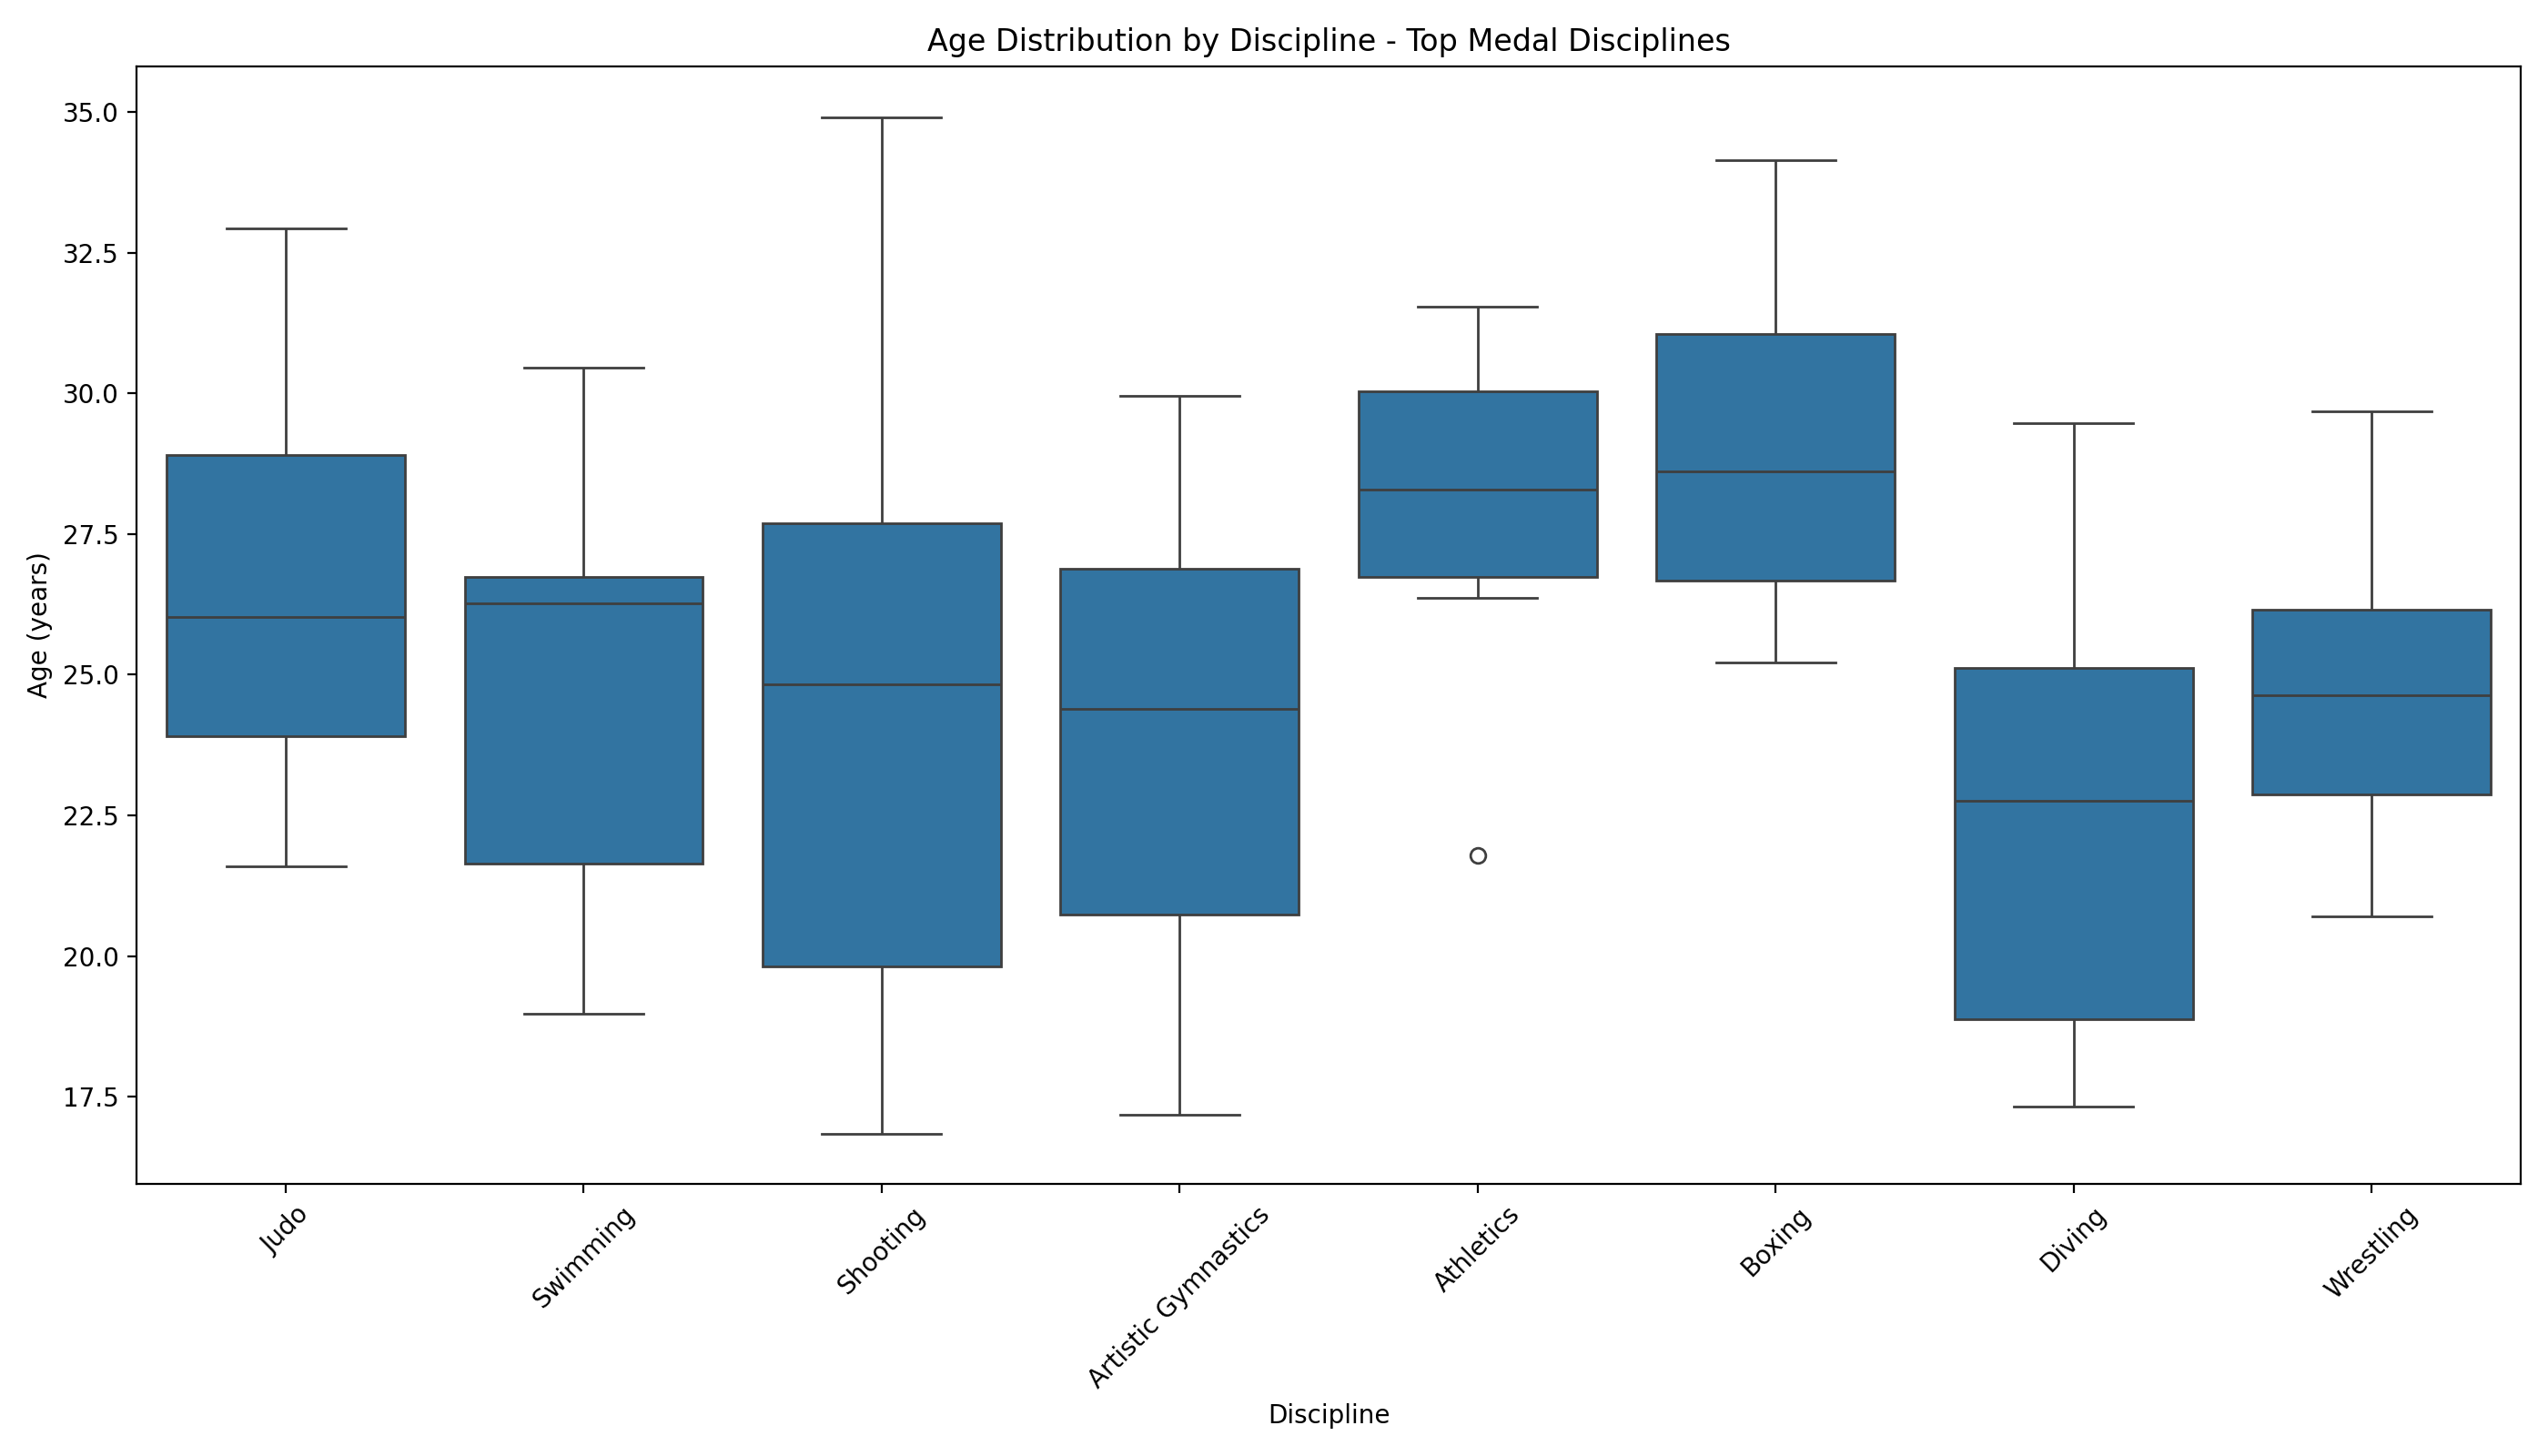 Age Distribution by Discipline - Top Medal Disciplines
Age (years)
35.0
32.5
30.0
27.5
25.0
22.5
20.0
17.5
Judo
Swimming
Shooting
Artistic Gymnastics
Athletics
Boxing
Diving
Wrestling
Discipline